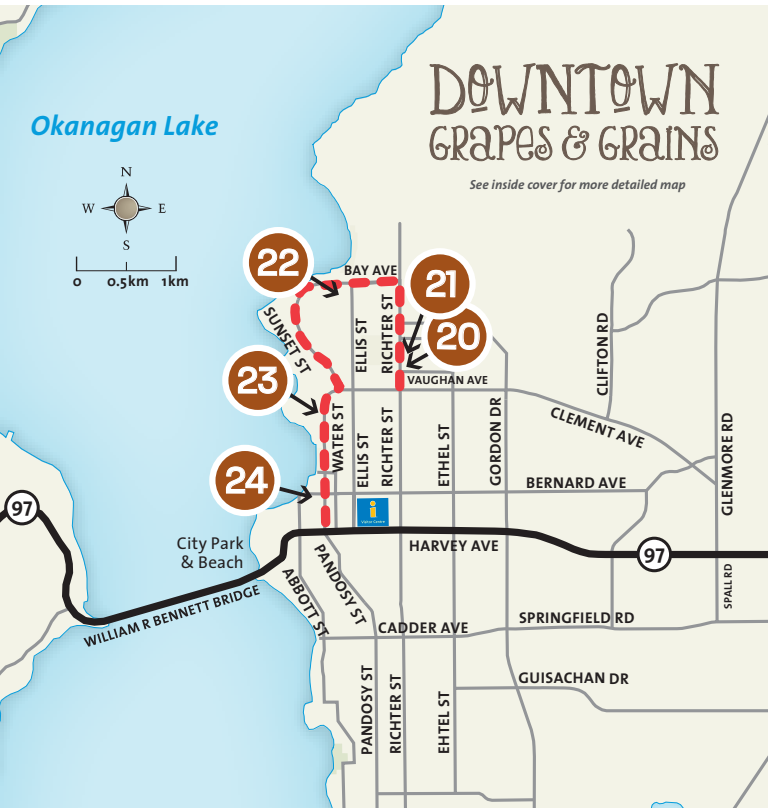 DOWNTOWN
GRAPES & GRAINS
See inside cover for more detailed map
Okanagan Lake
N
W
E
S
0
0.5km
1km
22
BAY AVE
21
20
SUNSET ST
ELLIS ST
RICHTER ST
VAUGHAN AVE
CLIFTON RD
23
WATER ST
ELLIS ST
RICHTER ST
ETHEL ST
GORDON DR
CLEMENT AVE
GLENMORE RD
24
BERNARD AVE
i
Visitor Centre
97
City Park
& Beach
HARVEY AVE
97
WILLIAM R BENNETT BRIDGE
ABBOTT ST
PANDOSY ST
SPALL RD
CADDER AVE
SPRINGFIELD RD
PANDOSY ST
RICHTER ST
EHTEL ST
GUISACHAN DR